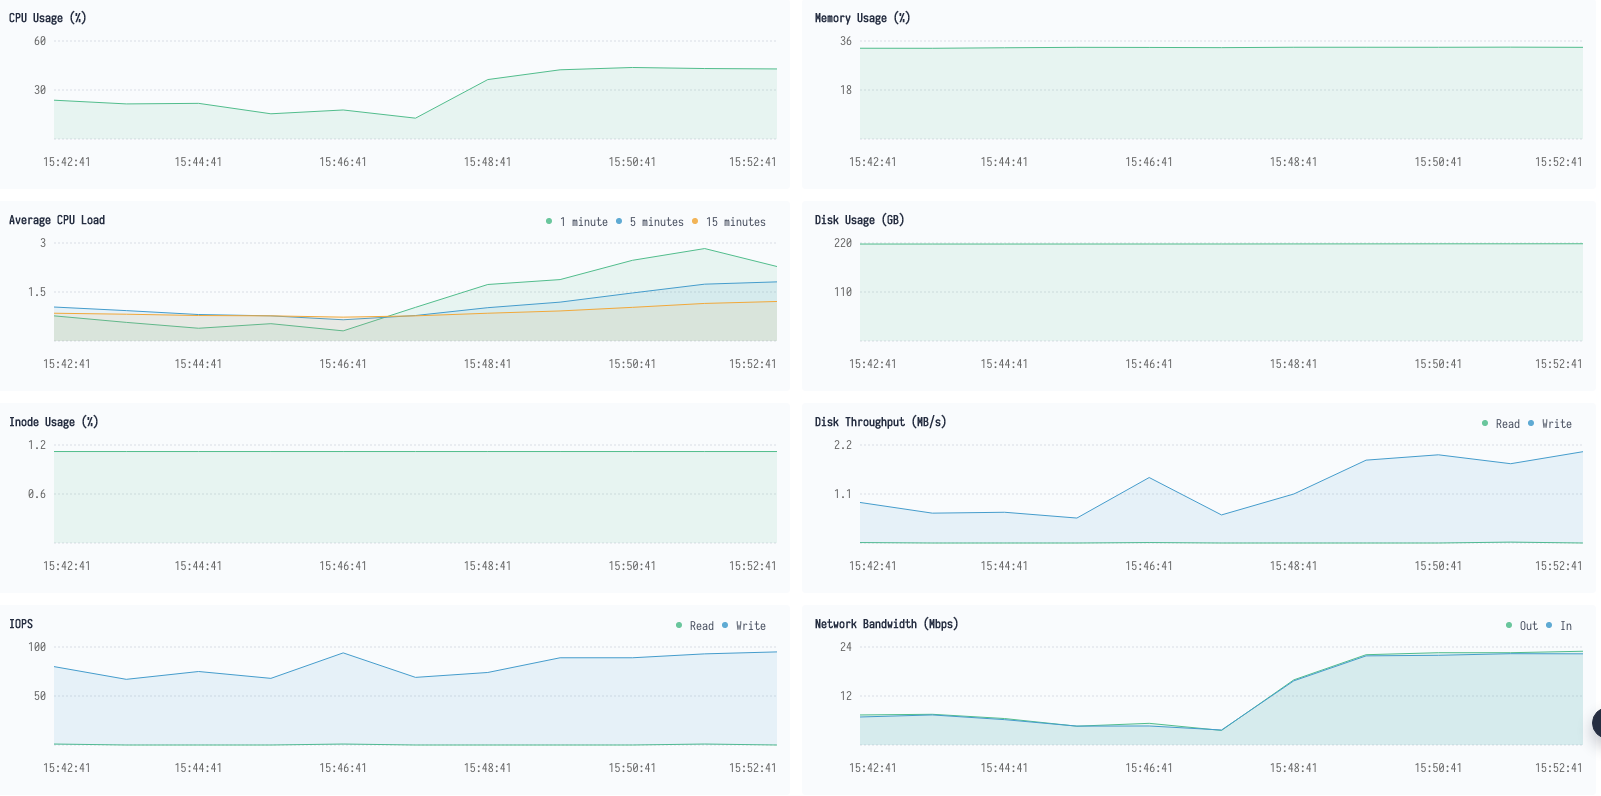 CPU Usage (%)
60
30
15:42:41 15:44:41 15:46:41 15:48:41 15:50:41 15:52:41
Memory Usage (%)
36
18
15:42:41 15:44:41 15:46:41 15:48:41 15:50:41 15:52:41
Average CPU Load
1 minute 5 minutes 15 minutes
3
1.5
15:42:41 15:44:41 15:46:41 15:48:41 15:50:41 15:52:41
Disk Usage (GB)
220
110
15:42:41 15:44:41 15:46:41 15:48:41 15:50:41 15:52:41
Inode Usage (%)
1.2
0.6
15:42:41 15:44:41 15:46:41 15:48:41 15:50:41 15:52:41
Disk Throughput (MB/s)
Read Write
2.2
1.1
15:42:41 15:44:41 15:46:41 15:48:41 15:50:41 15:52:41
IOPS
Read Write
100
50
15:42:41 15:44:41 15:46:41 15:48:41 15:50:41 15:52:41
Network Bandwidth (Mbps)
Out In
24
12
15:42:41 15:44:41 15:46:41 15:48:41 15:50:41 15:52:41